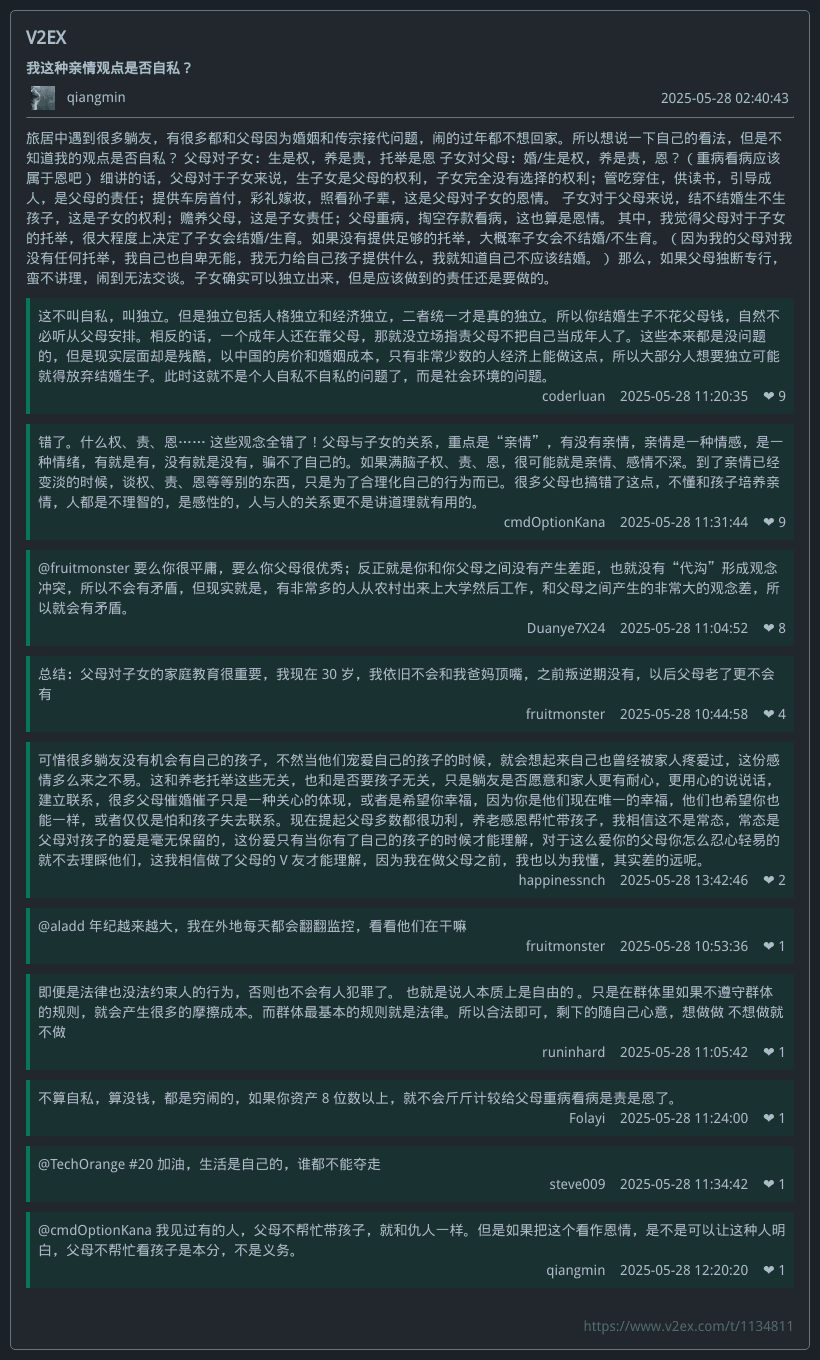 V2EX
我这种亲情观点是否自私？
qiangmin 2025-05-28 02:40:43
旅居中遇到很多躺友，有很多都和父母因为婚姻和传宗接代问题，闹的过年都不想回家。所以想说一下自己的看法，但是不
知道我的观点是否自私？ 父母对子女：生是权，养是责，托举是恩 子女对父母：婚/生是权，养是责，恩？（ 重病看病应该
属于恩吧 ） 细讲的话，父母对于子女来说，生子女是父母的权利，子女完全没有选择的权利；管吃穿住，供读书，引导成
人，是父母的责任；提供车房首付，彩礼嫁妆，照看孙子辈，这是父母对子女的恩情。 子女对于父母来说，结不结婚生不生
孩子，这是子女的权利；赡养父母，这是子女责任；父母重病，掏空存款看病，这也算是恩情。 其中，我觉得父母对于子女
的托举，很大程度上决定了子女会结婚/生育。如果没有提供足够的托举，大概率子女会不结婚/不生育。（ 因为我的父母对我
没有任何托举，我自己也自卑无能，我无力给自己孩子提供什么，我就知道自己不应该结婚。 ） 那么，如果父母独断专行，
蛮不讲理，闹到无法交谈。子女确实可以独立出来，但是应该做到的责任还是要做的。
这不叫自私，叫独立。但是独立包括人格独立和经济独立，二者统一才是真的不独立。所以你结婚生子不花父母钱，自然不
必听从父母安排。相反的话，一个成年人还在靠父母，那就没立场指责父母不把自己当成年人了。这些本来都是没问题
的，但是现实层面却是残酷，以中国的房价和婚姻成本，只有非常少数的人经济上能做这点，所以大部分人想要独立可能
就得放弃结婚生子。此时这就不是个人自私不自私的问题了，而是社会环境的问题。
coderluan 2025-05-28 11:20:35 ❤ 9
错了。什么权、责、恩…… 这些观念全错了！父母与子女的关系，重点是“亲情”，有没有亲情，亲情是一种情感，是一
种情绪，有就是有，没有就是没有，骗不了自己的。如果满脑子权、责、恩，很可能就是亲情、感情不深。到了亲情已经
变淡的时候，谈权、责、恩等等别的东西，只是为了合理化自己的行为而已。很多父母也搞错了这点，不懂和孩子培养亲
情，人都是不理智的，是感性的，人与人的关系更不是讲道理就有用的。
cmdOptionKana 2025-05-28 11:31:44 ❤ 9
@fruitmonster 要么你很平庸，要么你父母很优秀；反正就是你和你父母之间没有产生差距，也就没有“代沟”形成观念
冲突，所以不会有矛盾，但现实就是，有非常多的人从农村出来上大学然后工作，和父母之间产生的非常大的观念差，所
以就会有矛盾。
Duanye7X24 2025-05-28 11:04:52 ❤ 8
总结：父母对子女的家庭教育很重要，我现在 30 岁，我依旧不会和我爸妈顶嘴，之前叛逆期没有，以后父母老了更不会
有
fruitmonster 2025-05-28 10:44:58 ❤ 4
可惜很多躺友没有机会有自己的孩子，不然当他们宠爱自己的孩子的时候，就会想起来自己也曾经被家人疼爱过，这份感
情多么来之不易。这和养老托举这些无关，也和是否要孩子无关，只是躺友是否愿意和家人更有耐心，更用心的说说话，
建立联系，很多父母催婚催子只是一种关心的体现，或者是希望你幸福，因为你是他们现在唯一的幸福，他们也希望你也
能一样，或者仅仅是怕和孩子失去联系。现在提起父母多数都很功利，养老感恩帮忙带孩子，我相信这不是常态，常态是
父母对孩子的爱是毫无保留的，这份爱只有当你有了自己的孩子的时候才能理解，对于这么爱你的父母你怎么忍心轻易的
就不去理睬他们，这我相信做了父母的 V 友才能理解，因为我在做父母之前，我也以为我懂，其实差的远呢。
happinessnch 2025-05-28 13:42:46 ❤ 2
@aladd 年纪越来越大，我在外地每天都会翻翻监控，看看他们在干嘛
fruitmonster 2025-05-28 10:53:36 ❤ 1
即便是法律也没法约束人的行为，否则也不会有人犯罪了。 也就是说人本质上是自由的 。只是在群体里如果不遵守群体
的规则，就会产生很多的摩擦成本。而群体最基本的规则就是法律。所以合法即可，剩下的随自己心意，想做做 不想做就
不做
runinhard 2025-05-28 11:05:42 ❤ 1
不算自私，算没钱，都是穷闹的，如果你资产 8 位数以上，就不会斤斤计较给父母重病看病是责是恩了。
Folayi 2025-05-28 11:24:00 ❤ 1
@TechOrange #20 加油，生活是自己的，谁都不能夺走
steve009 2025-05-28 11:34:42 ❤ 1
@cmdOptionKana 我见过有的人，父母不帮忙带孩子，就和仇人一样。但是如果把这个看作恩情，是不是可以让这种人明
白，父母不帮忙看孩子是本分，不是义务。
qiangmin 2025-05-28 12:20:20 ❤ 1
https://www.v2ex.com/t/1134811